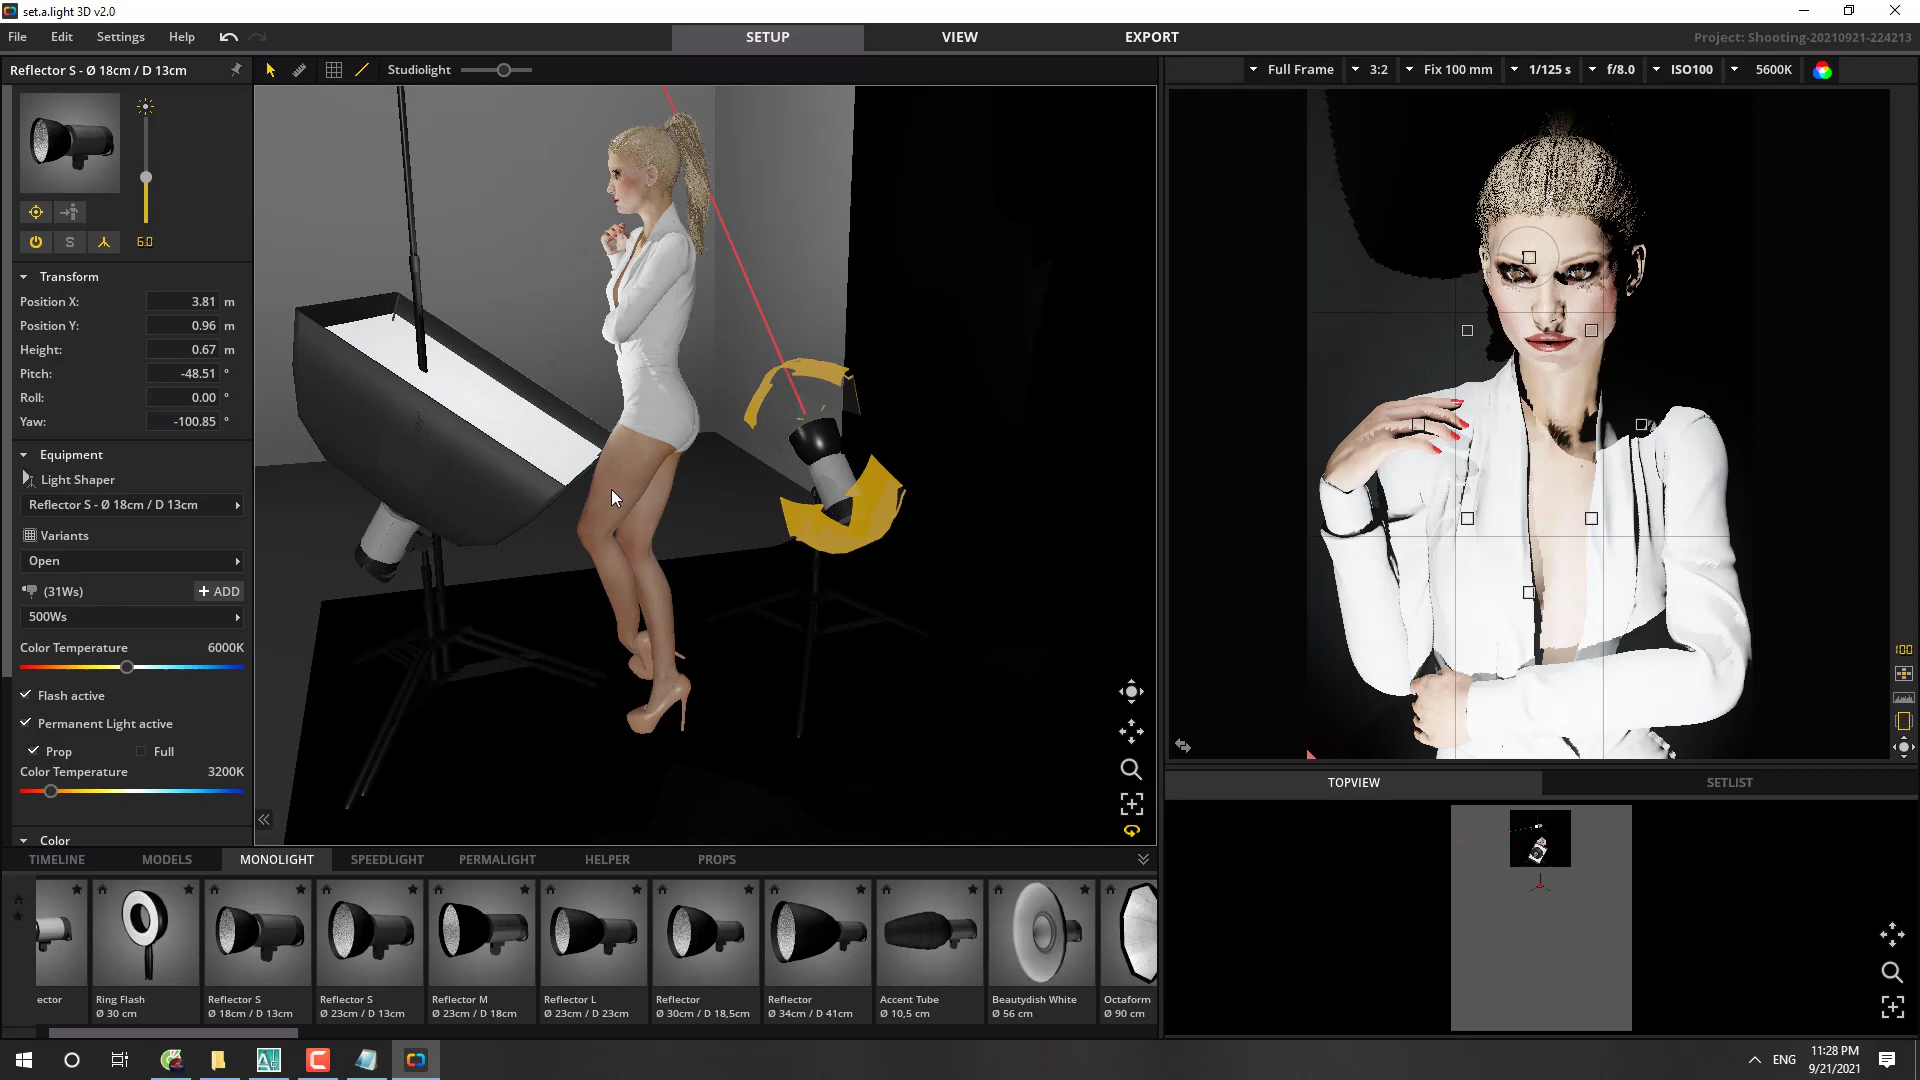 set.a.light 3D v2.0
File Edit Settings Help
SETUP VIEW EXPORT
Project: Shooting-20210921-224213
Reflector S - Ø 18cm / D 13cm
Studiolight
Full Frame 3:2 Fix 100 mm 1/125 s f/8.0 ISO100 5600K
S 6.0
Transform
Position X: 3.81 m
Position Y: 0.96 m
Height: 0.67 m
Pitch: -48.51 °
Roll: 0.00 °
Yaw: -100.85 °
Equipment
Light Shaper
Reflector S - Ø 18cm / D 13cm
Variants
Open
(31Ws) + ADD
500Ws
Color Temperature 6000K
Flash active
Permanent Light active
Prop Full
Color Temperature 3200K
Color
100
TOPVIEW SETLIST
TIMELINE MODELS MONOLIGHT SPEEDLIGHT PERMALIGHT HELPER PROPS
ector
Ring Flash
Ø 30 cm
Reflector S
Ø 18cm / D 13cm
Reflector S
Ø 23cm / D 13cm
Reflector M
Ø 23cm / D 18cm
Reflector L
Ø 23cm / D 23cm
Reflector
Ø 30cm / D 18,5cm
Reflector
Ø 34cm / D 41cm
Accent Tube
Ø 10,5 cm
Beautydish White
Ø 56 cm
Octaform
Ø 90 cm
ENG
11:28 PM
9/21/2021